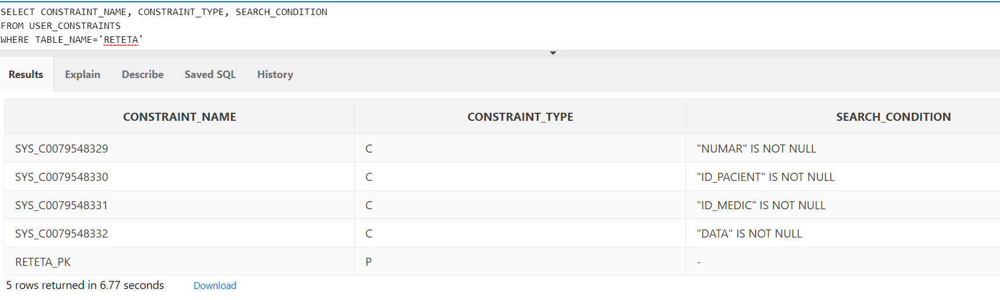 SELECT CONSTRAINT_NAME, CONSTRAINT_TYPE, SEARCH_CONDITION
FROM USER_CONSTRAINTS
WHERE TABLE_NAME='RETETA'
Results Explain Describe Saved SQL History
CONSTRAINT_NAME CONSTRAINT_TYPE SEARCH_CONDITION
SYS_C0079548329 C "NUMAR" IS NOT NULL
SYS_C0079548330 C "ID_PACIENT" IS NOT NULL
SYS_C0079548331 C "ID_MEDIC" IS NOT NULL
SYS_C0079548332 C "DATA" IS NOT NULL
RETETA_PK P -
5 rows returned in 6.77 seconds Download